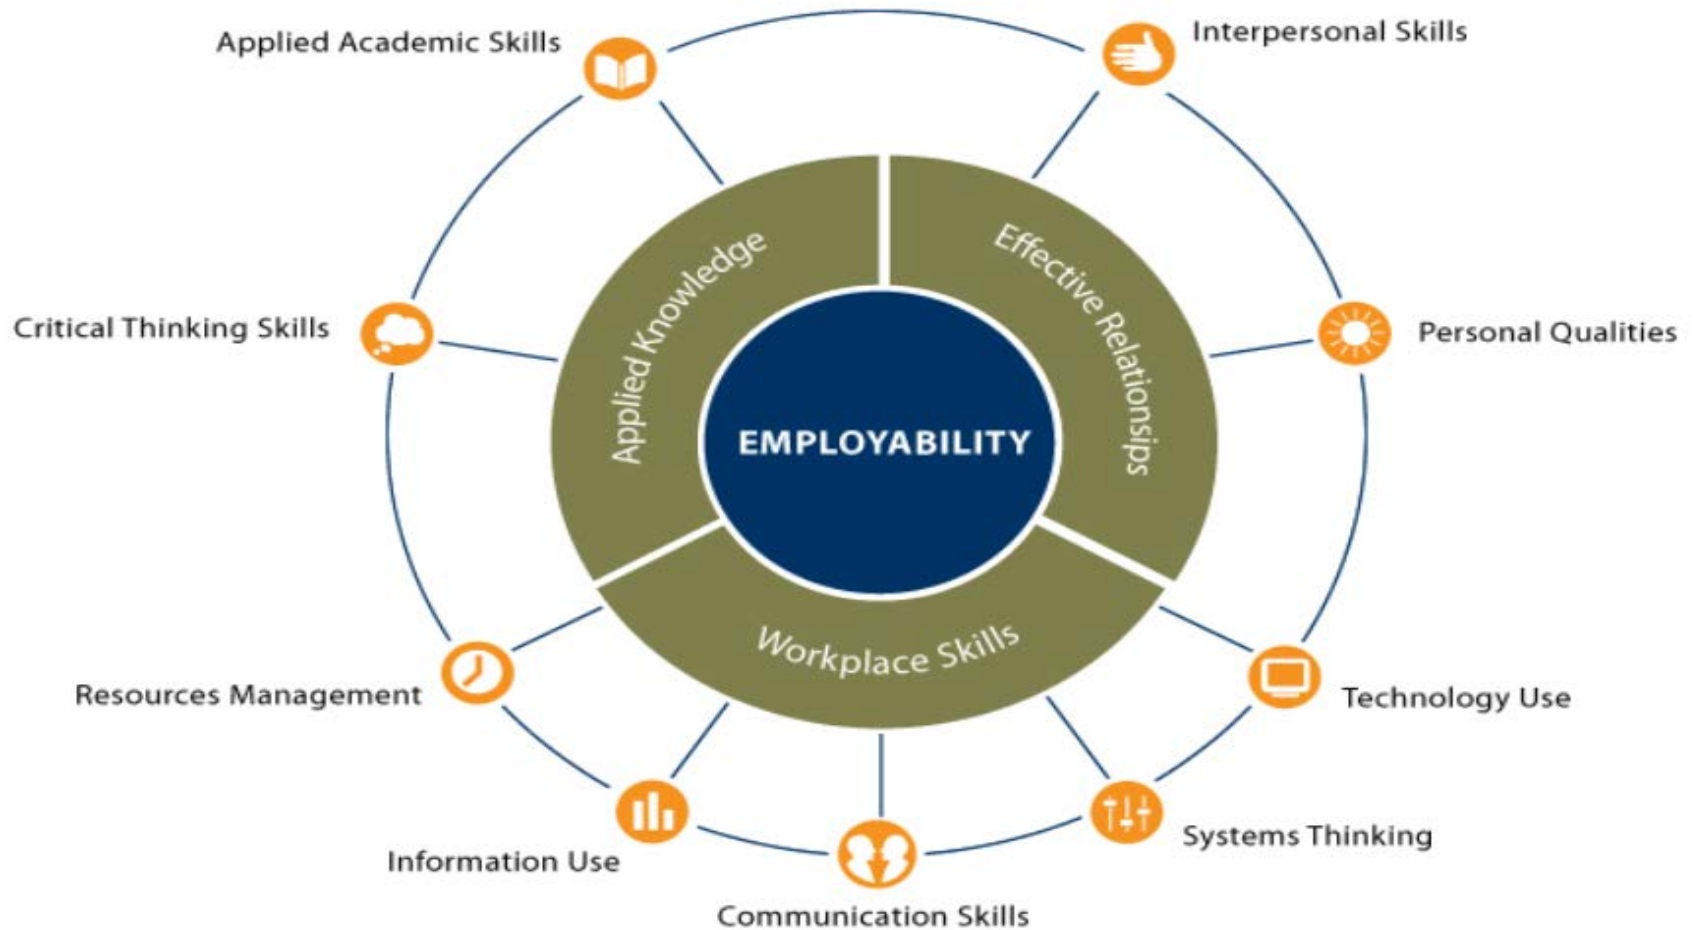 Applied Academic Skills
Interpersonal Skills
Critical Thinking Skills
Personal Qualities
Applied Knowledge
Effective Relationsips
EMPLOYABILITY
Workplace Skills
Resources Management
Technology Use
Information Use
Systems Thinking
Communication Skills